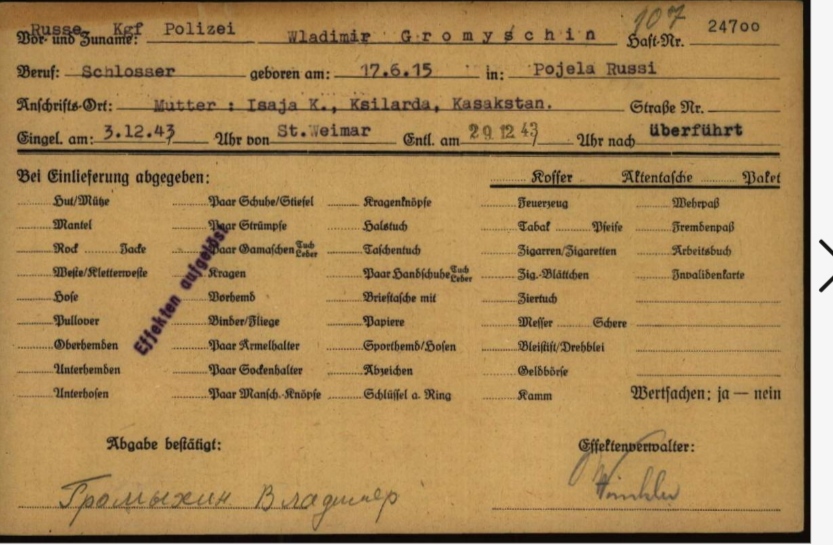 Russe Kgf Polizei 107
Vor- und Zuname: Wladimir Gromyschin Haft-Nr. 24700
Beruf: Schlosser geboren am: 17.6.15 in: Pojela Russi
Anschrifts-Ort: Mutter : Isaja K., Ksilarda, Kasakstan. Straße Nr.
Eingel. am: 3.12.43 Uhr von St.Weimar Entl. am 29 12 43 Uhr nach überführt
Bei Einlieferung abgegeben: Koffer Aktentasche Paket
Hut/Mütze Paar Schuhe/Stiefel Kragenknöpfe Feuerzeug Wehrpaß
Mantel Paar Strümpfe Halstuch Tabak Pfeife Fremdenpaß
Rock Jacke Paar Gamaschen Tuch Leder Taschentuch Zigarren/Zigaretten Arbeitsbuch
Weste/Kletterweste Kragen Paar Handschuhe Tuch Leder Zig.-Blättchen Invalidenkarte
Hose Vorhemd Brieftasche mit Ziertuch
Pullover Binder/Fliege Papiere Messer Schere
Oberhemden Paar Ärmelhalter Sporthemd/Hosen Bleistift/Drehblei
Unterhemden Paar Sockenhalter Abzeichen Geldbörse
Unterhosen Paar Mansch.-Knöpfe Schlüssel a. Ring Kamm Wertsachen: ja — nein
Effekten aufgelöst
Abgabe bestätigt: Effektenverwalter:
Громыхин Владимер Winkler